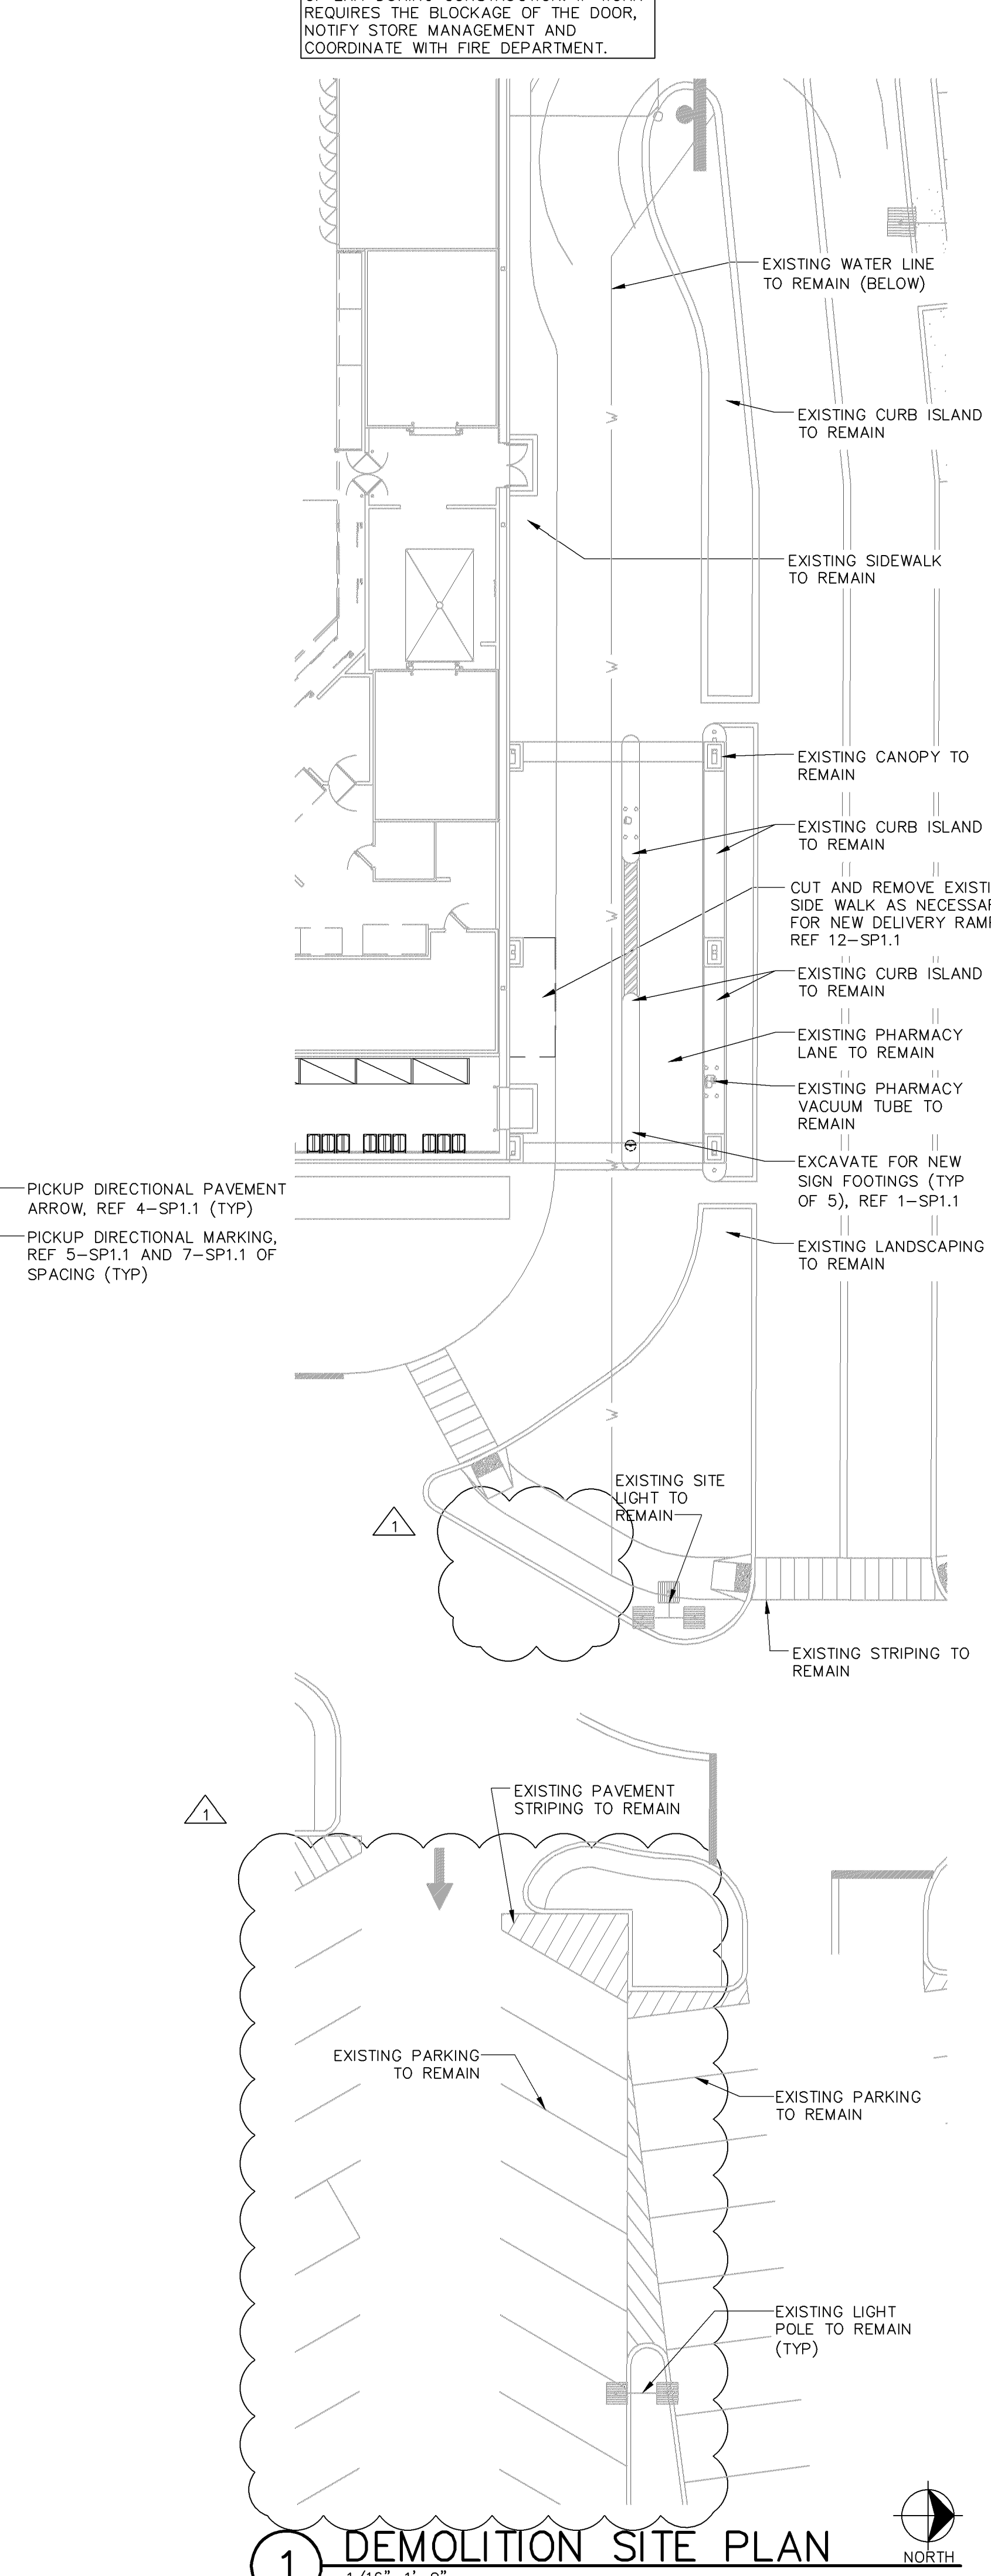 REQUIRES THE BLOCKAGE OF THE DOOR,
NOTIFY STORE MANAGEMENT AND
COORDINATE WITH FIRE DEPARTMENT.
EXISTING WATER LINE
TO REMAIN (BELOW)
EXISTING CURB ISLAND
TO REMAIN
W
EXISTING SIDEWALK
TO REMAIN
W
EXISTING CANOPY TO
REMAIN
EXISTING CURB ISLAND
TO REMAIN
CUT AND REMOVE
SIDE WALK AS
FOR NEW DELIVERY
REF 12-SP1.1
W
EXISTING CURB ISLAND
TO REMAIN
EXISTING PHARMACY
LANE TO REMAIN
EXISTING PHARMACY
VACUUM TUBE TO
REMAIN
W
EXCAVATE FOR NEW
SIGN FOOTINGS (TYP
OF 5), REF 1-SP1.1
PICKUP DIRECTIONAL PAVEMENT
ARROW, REF 4-SP1.1 (TYP)
PICKUP DIRECTIONAL MARKING,
REF 5-SP1.1 AND 7-SP1.1 OF
SPACING (TYP)
EXISTING LANDSCAPING
TO REMAIN
W
EXISTING SITE
LIGHT TO
REMAIN
1
EXISTING STRIPING TO
REMAIN
EXISTING PAVEMENT
STRIPING TO REMAIN
1
EXISTING PARKING
TO REMAIN
EXISTING PARKING
TO REMAIN
EXISTING LIGHT
POLE TO REMAIN
(TYP)
1
DEMOLITION SITE PLAN
NORTH